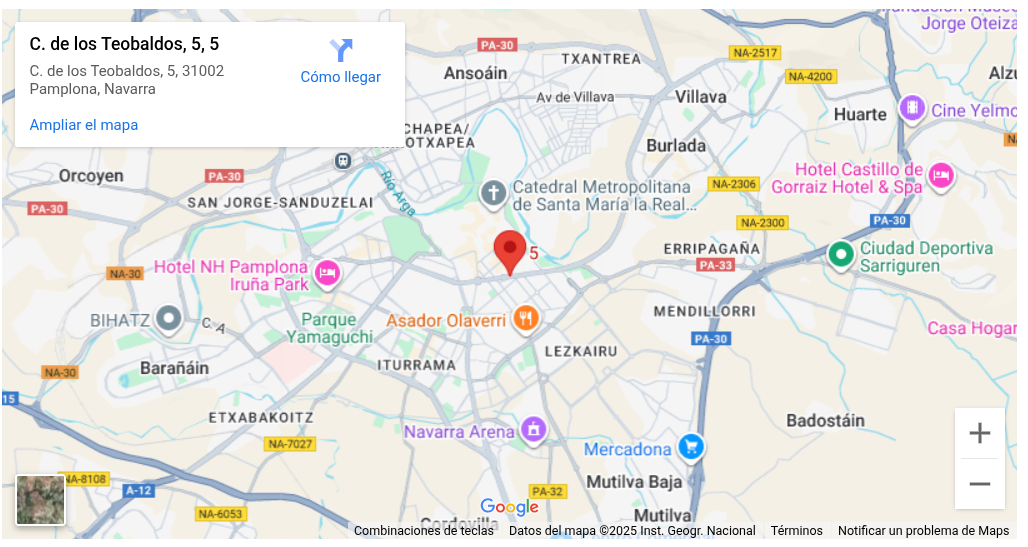 C. de los Teobaldos, 5, 5
C. de los Teobaldos, 5, 31002
Pamplona, Navarra
Cómo llegar
Ampliar el mapa
Jorge Oteiza
PA-30
TXANTREA
NA-2517
Ansoáin
NA-4200
Av de Villava
Villava
Huarte
Cine Yelmo
CHAPEA/
Burlada
Orcoyen
PA-30
Río Arga
Catedral Metropolitana
de Santa María la Real...
NA-2306
Hotel Castillo de
Gorraiz Hotel & Spa
PA-30
SAN JORGE-SANDUZELAI
NA-2300
PA-30
5
ERRIPAGAÑA
Ciudad Deportiva
Sarriguren
NA-30
Hotel NH Pamplona
Iruña Park
PA-33
BIHATZ
C A
Parque
Yamaguchi
Asador Olaverri
MENDILLORRI
Casa Hogar
PA-30
LEZKAIRU
NA-30
Barañáin
ITURRAMA
15
ETXABAKOITZ
Badostáin
NA-7027
Navarra Arena
Mercadona
NA-8108
A-12
PA-32
Mutilva Baja
NA-6053
Google
Cordovilla
Mutilva
Combinaciones de teclas
Datos del mapa ©2025 Inst. Geogr. Nacional
Términos
Notificar un problema de Maps